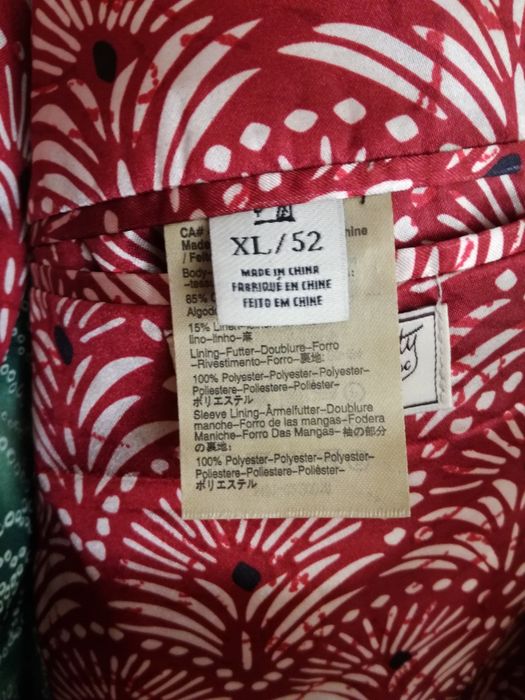 XL/52
MADE IN CHINA
FABRIQUÉ EN CHINE
FEITO EM CHINE
CA#
Made
/ Feito
Body-
85%
15%
lino-linho-麻
Lining-Futter-Doublure-Forro
-Rivestimento-Forro-裏地:
100% Polyester-Polyester-Polyester-
Poliestere-Poliestere-Poliéster-
ポリエステル
Sleeve Lining-Ärmelfutter-Doublure
manche-Forro de las mangas-Fodera
Maniche-Forro Das Mangas-袖の部分
の裏地:
100% Polyester-Polyester-Polyester-
Poliestere-Poliestere-Poliéster-
ポリエステル